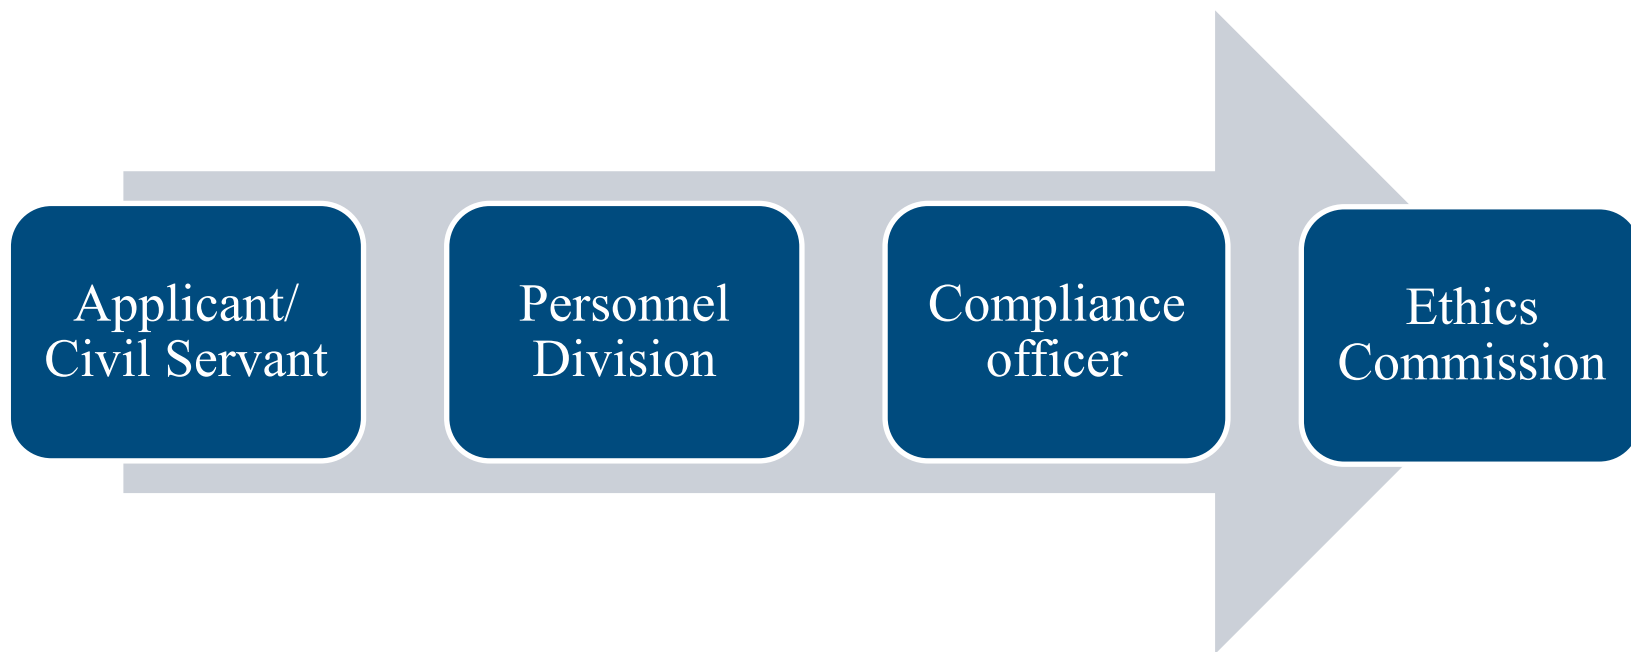 Applicant/
Civil Servant
Personnel
Division
Compliance
officer
Ethics
Commission